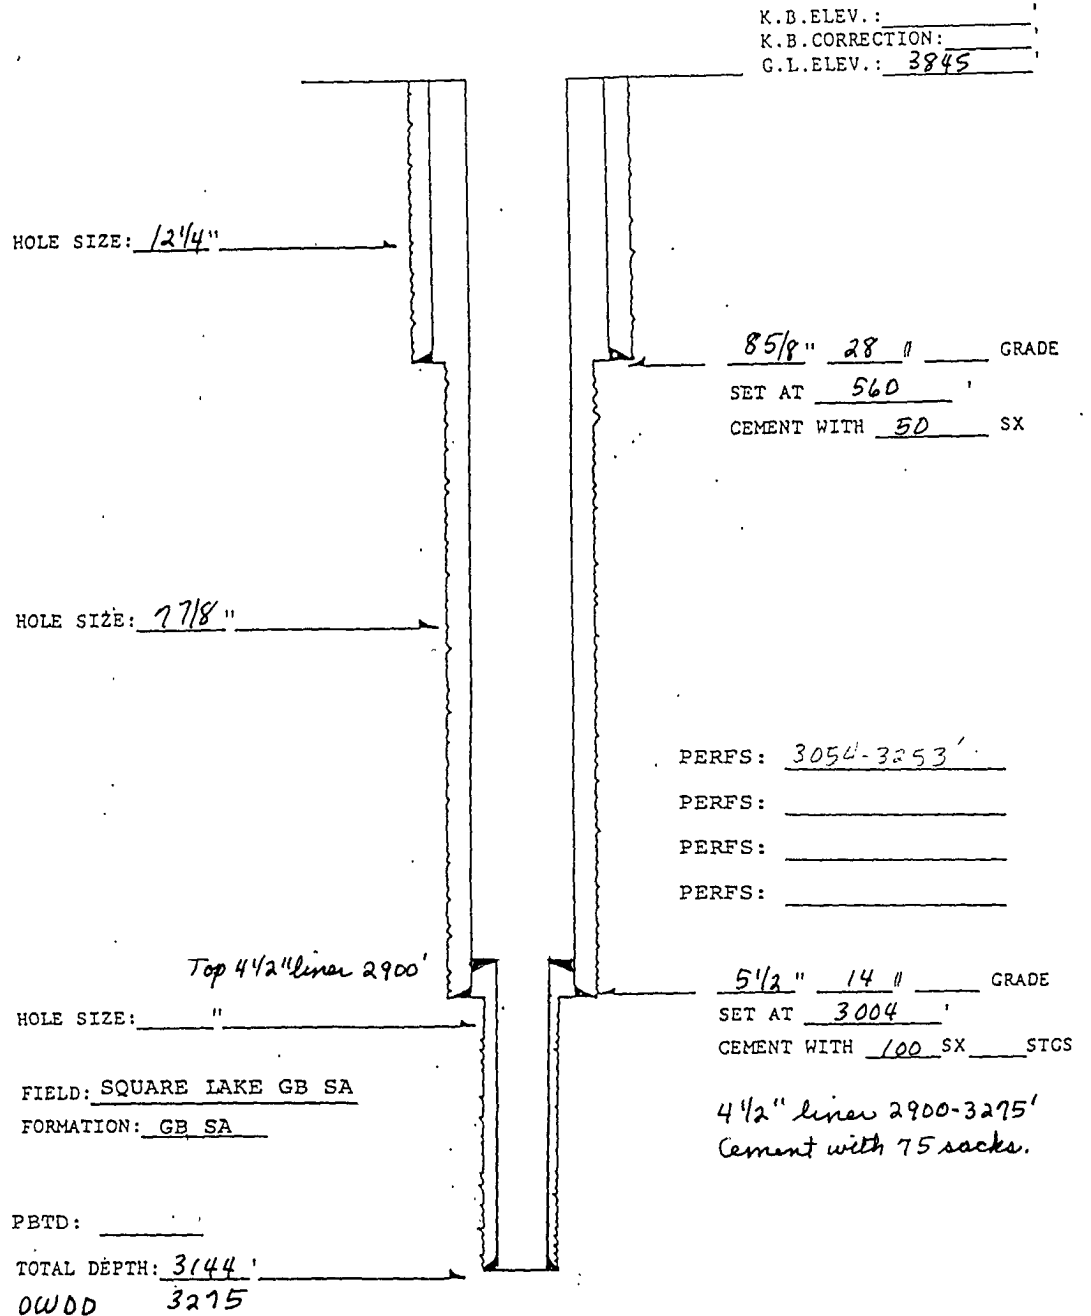 K.B.ELEV.: '
K.B.CORRECTION: '
G.L.ELEV.: 3845 '
HOLE SIZE: 12 1/4"
8 5/8" 28 # GRADE
SET AT 560 '
CEMENT WITH 50 SX
HOLE SIZE: 7 7/8"
PERFS: 3054-3253'
PERFS:
PERFS:
PERFS:
Top 4 1/2" liner 2900'
HOLE SIZE: "
5 1/2" 14 # GRADE
SET AT 3004 '
CEMENT WITH 100 SX STGS
FIELD: SQUARE LAKE GB SA
FORMATION: GB SA
4 1/2" liner 2900-3275'
Cement with 75 sacks.
PBTD: '
TOTAL DEPTH: 3144 '
OWDD 3275